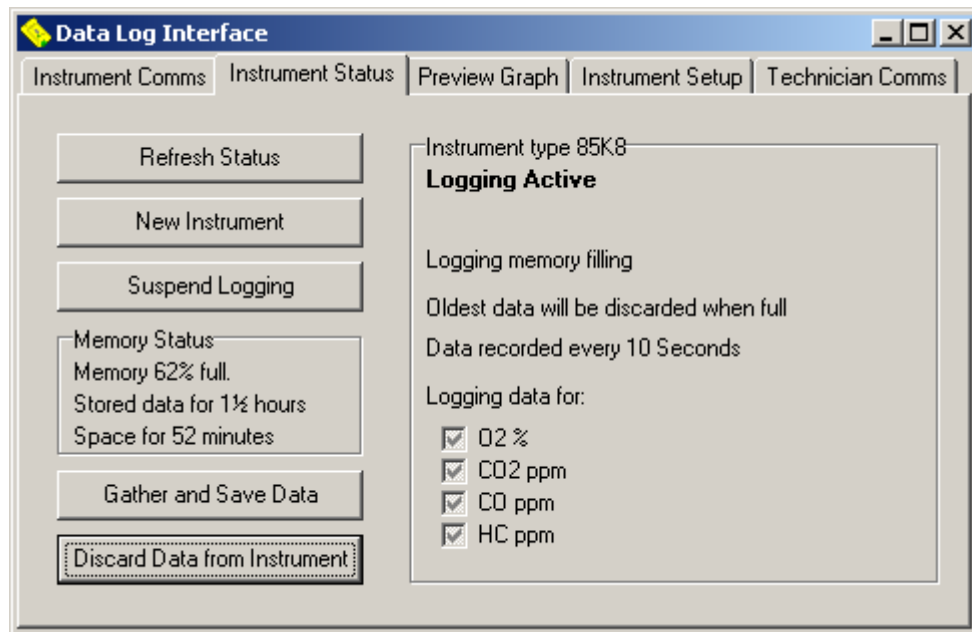 Data Log Interface
Instrument Comms
Instrument Status
Preview Graph
Instrument Setup
Technician Comms
Refresh Status
New Instrument
Suspend Logging
Memory Status
Memory 62% full.
Stored data for 1½ hours
Space for 52 minutes
Gather and Save Data
Discard Data from Instrument
Instrument type 85K8
Logging Active
Logging memory filling
Oldest data will be discarded when full
Data recorded every 10 Seconds
Logging data for:
O2 %
CO2 ppm
CO ppm
HC ppm